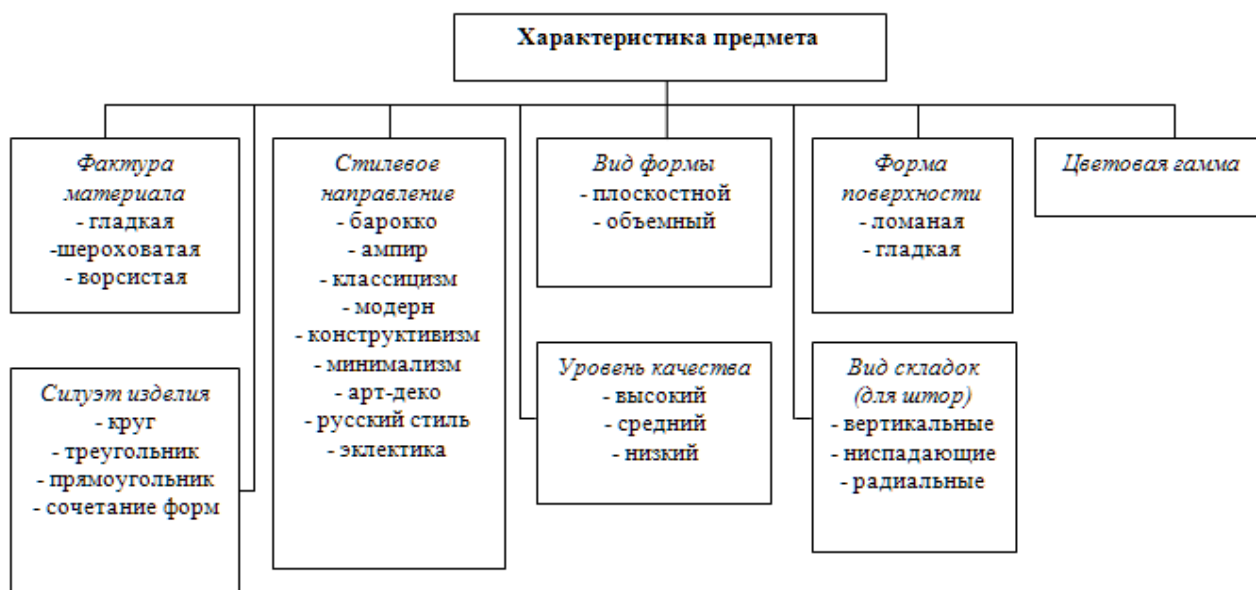 Характеристика предмета
Фактура
материала
- гладкая
-шероховатая
- ворсистая
Стилевое
направление
- барокко
- ампир
- классицизм
- модерн
- конструктивизм
- минимализм
- арт-деко
- русский стиль
- эклектика
Вид формы
- плоскостной
- объемный
Форма
поверхности
- ломаная
- гладкая
Цветовая гамма
Силуэт изделия
- круг
- треугольник
- прямоугольник
- сочетание форм
Уровень качества
- высокий
- средний
- низкий
Вид складок
(для штор)
- вертикальные
- ниспадающие
- радиальные